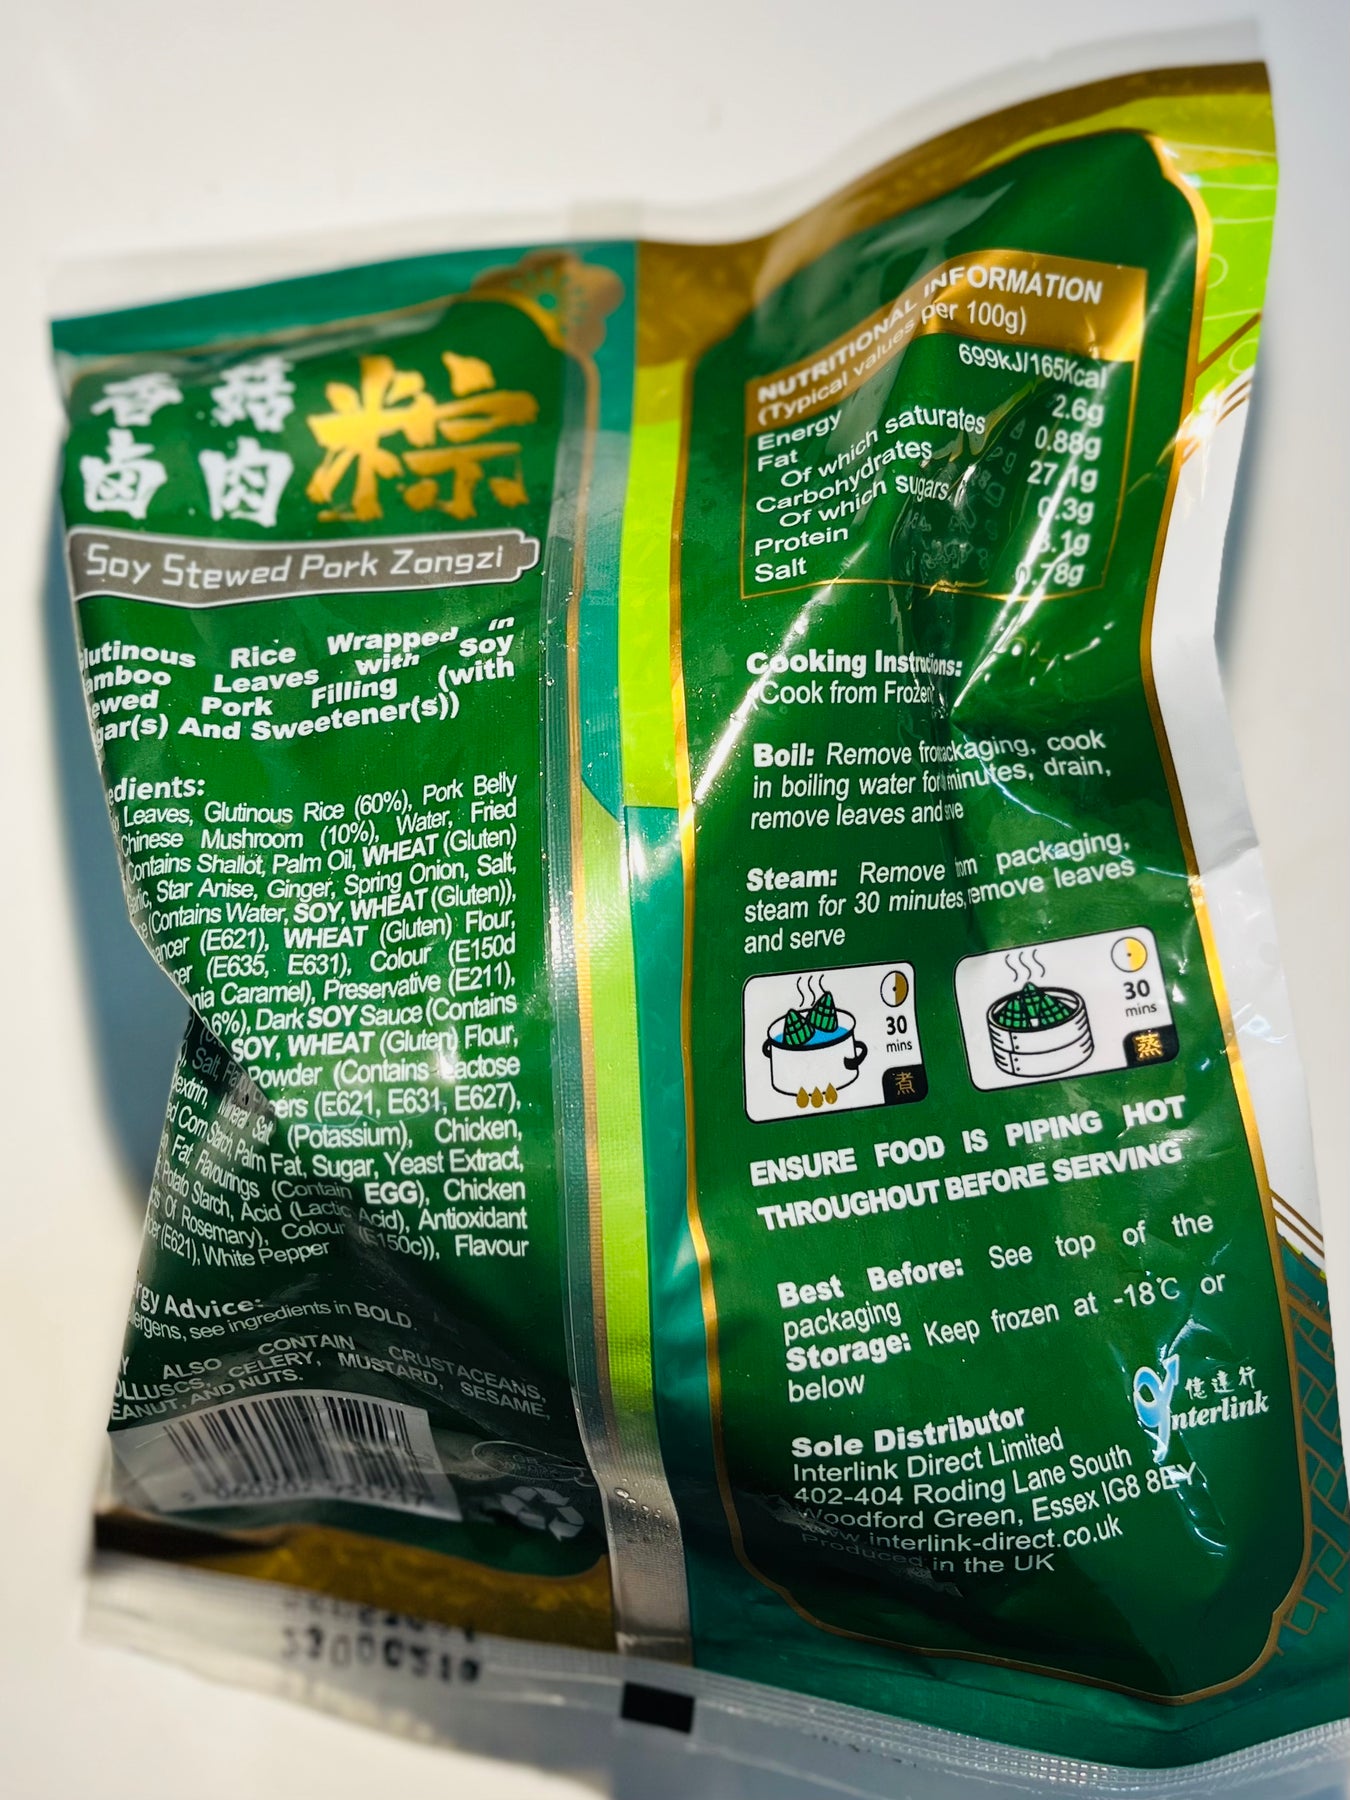 香菇
卤肉
粽
Soy Stewed Pork Zongzi
Rice Wrapped in
Leaves with Soy
Pork Filling (with
And Sweetener(s))
Leaves, Glutinous Rice (60%), Pork Belly
Chinese Mushroom (10%), Water, Fried
Contains Shallot, Palm Oil, WHEAT (Gluten)
Star Anise, Ginger, Spring Onion, Salt,
(Contains Water, SOY, WHEAT (Gluten)),
(E621), WHEAT (Gluten) Flour,
(E635, E631), Colour (E150d
Caramel), Preservative (E211),
Dark SOY Sauce (Contains
SOY, WHEAT (Gluten) Flour,
Salt, Powder (Contains Lactose
(E621, E631, E627),
Mineral Salt (Potassium), Chicken,
Corn Starch, Palm Fat, Sugar, Yeast Extract,
Fat, Flavourings (Contain EGG), Chicken
Potato Starch, Acid (Lactic Acid), Antioxidant
Of Rosemary), Colour (E150c)), Flavour
(E621), White Pepper
Advice:
see ingredients in BOLD.
ALSO CONTAIN CRUSTACEANS,
CELERY, MUSTARD, SESAME,
AND NUTS.
NUTRITIONAL INFORMATION
(Typical values per 100g)
Energy 699kJ/165Kcal
Fat 2.6g
Of which saturates 0.88g
Carbohydrates 27.1g
Of which sugars 0.3g
Protein
Salt 0.78g
Cooking Instructions:
(Cook from Frozen)
Boil: Remove packaging, cook
in boiling water for minutes, drain,
remove leaves and
Steam: Remove from packaging,
steam for 30 minutes, remove leaves
and serve
30
mins
煮
30
mins
蒸
ENSURE FOOD IS PIPING HOT
THROUGHOUT BEFORE SERVING
Best Before: See top of the
packaging
Storage: Keep frozen at -18℃ or
below
億達行
Interlink
Sole Distributor
Interlink Direct Limited
402-404 Roding Lane South
Woodford Green, Essex IG8 8EY
www.interlink-direct.co.uk
Produced in the UK